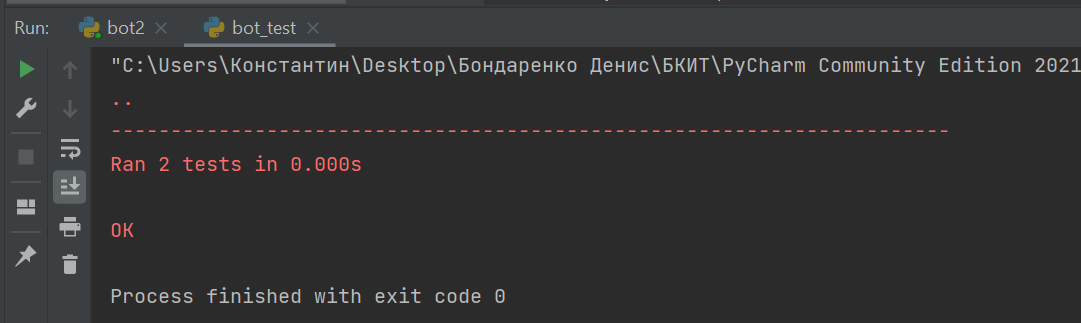 Run: bot2 bot_test
"C:\Users\Константин\Desktop\Бондаренко Денис\БКИТ\PyCharm Community Edition 2021
..
----------------------------------------------------------------------
Ran 2 tests in 0.000s
OK
Process finished with exit code 0